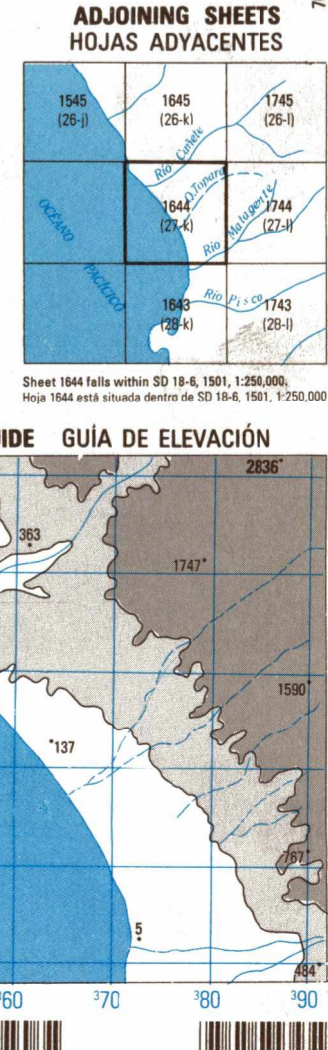 ADJOINING SHEETS
HOJAS ADYACENTES
1545 1645 1745
(26-j) (26-k) (26-l)
Río Cañete
Q.Topara
1644 1744
(27-k) (27-l)
Río Matagente
OCÉANO
PACÍCICO
Río Pisco
1643 1743
(28-k) (28-l)
Sheet 1644 falls within SD 18-6, 1501, 1:250,000.
Hoja 1644 está situada dentro de SD 18-6, 1501, 1:250,000
IDE GUÍA DE ELEVACIÓN
2836
363
1747
1590
137
767
5
484
360 370 380 390